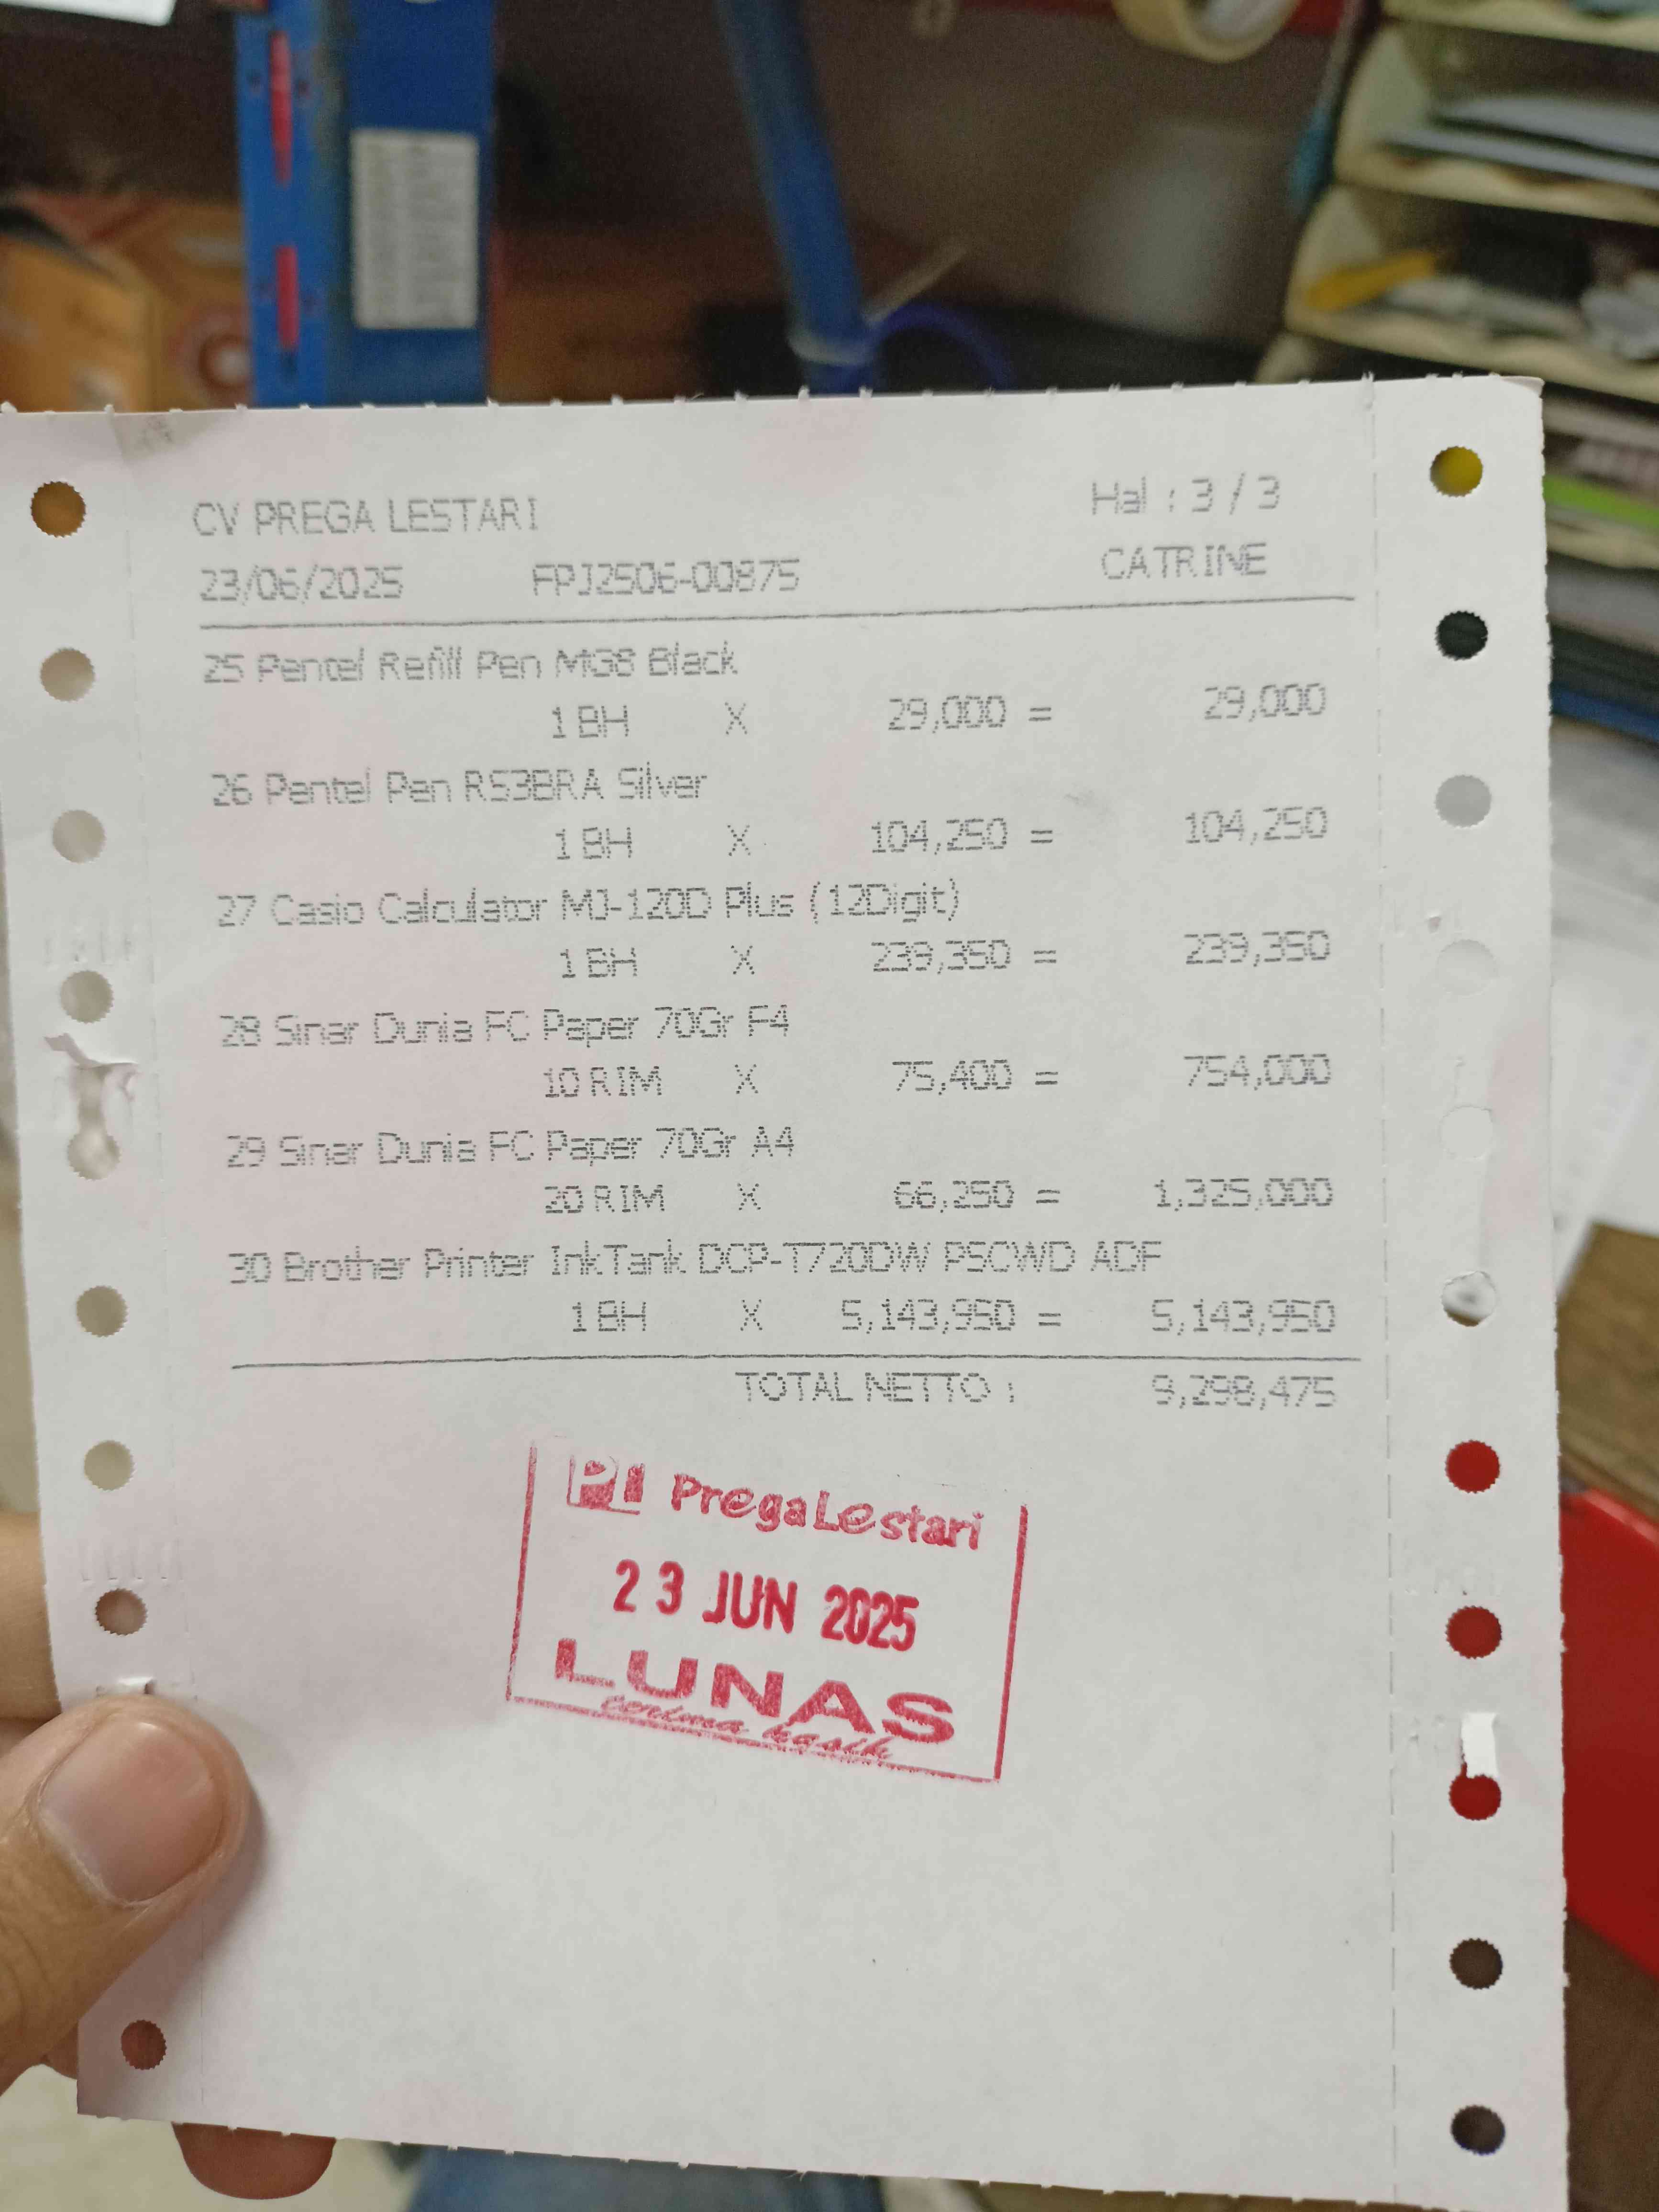 CV PREGA LESTARI
Hal : 3 / 3
23/06/2025 FPJ2506-00875 CATRINE
25 Pentel Refill Pen MG8 Black
1 BH X 29,000 = 29,000
26 Pentel Pen RS3BRA Silver
1 BH X 104,250 = 104,250
27 Casio Calculator MJ-120D Plus (12Digit)
1 BH X 239,350 = 239,350
28 Sinar Dunia FC Paper 70Gr F4
10 RIM X 75,400 = 754,000
29 Sinar Dunia FC Paper 70Gr A4
20 RIM X 66,250 = 1,325,000
30 Brother Printer InkTank DCP-T720DW PSCWD ADF
1 BH X 5,143,950 = 5,143,950
TOTAL NETTO : 9,298,475
PregaLestari
23 JUN 2025
LUNAS
terima kasih